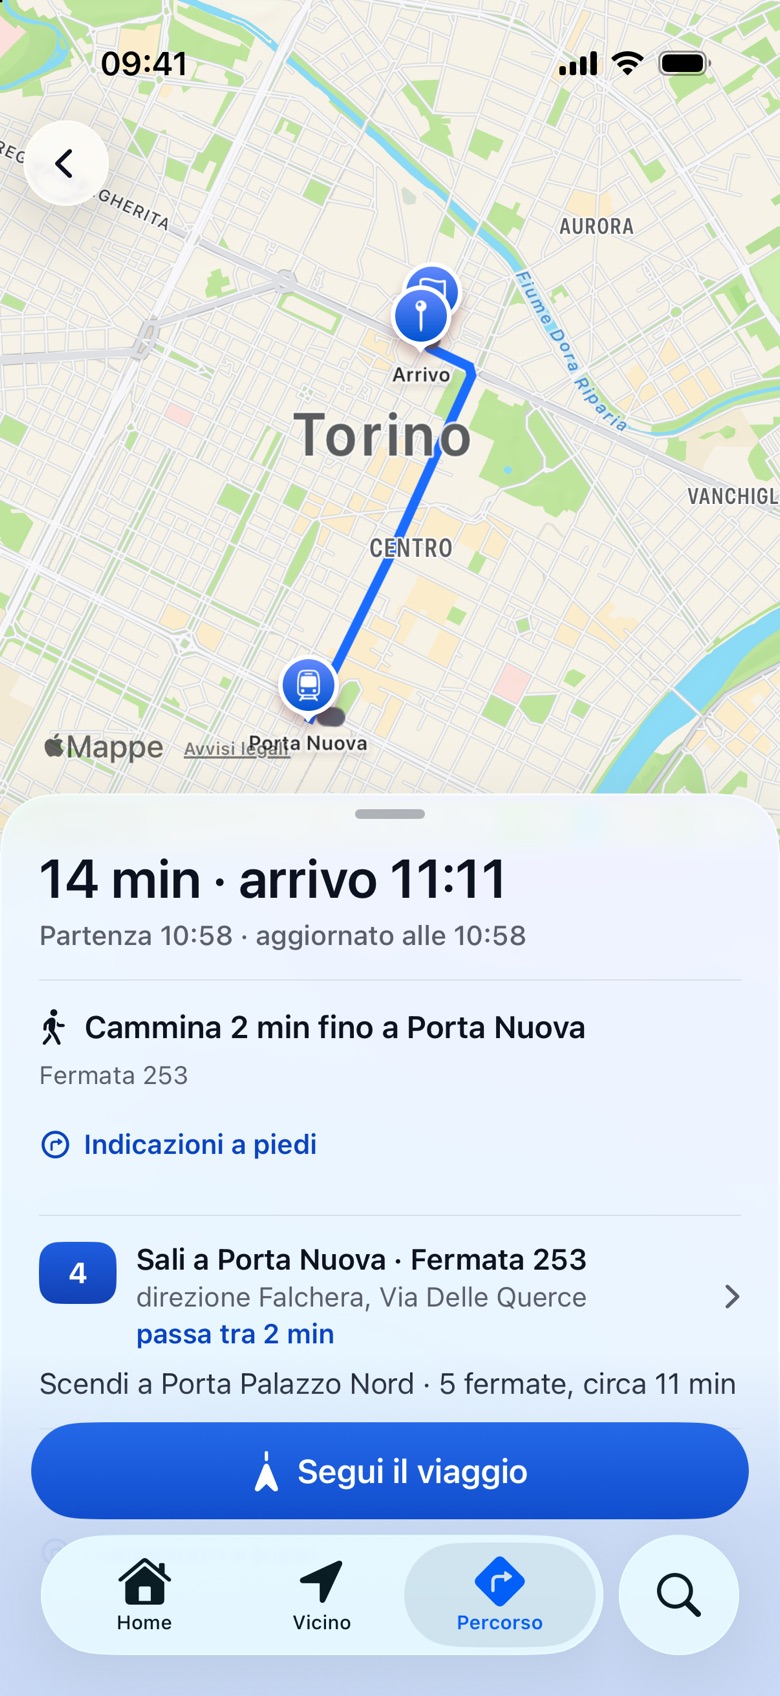 09:41
GHERITA
AURORA
Fiume Dora Riparia
Arrivo
Torino
VANCHIGL
CENTRO
Mappe
Avvisi legali
Porta Nuova
14 min · arrivo 11:11
Partenza 10:58 · aggiornato alle 10:58
Cammina 2 min fino a Porta Nuova
Fermata 253
Indicazioni a piedi
4
Sali a Porta Nuova · Fermata 253
direzione Falchera, Via Delle Querce
passa tra 2 min
Scendi a Porta Palazzo Nord · 5 fermate, circa 11 min
Segui il viaggio
Home
Vicino
Percorso